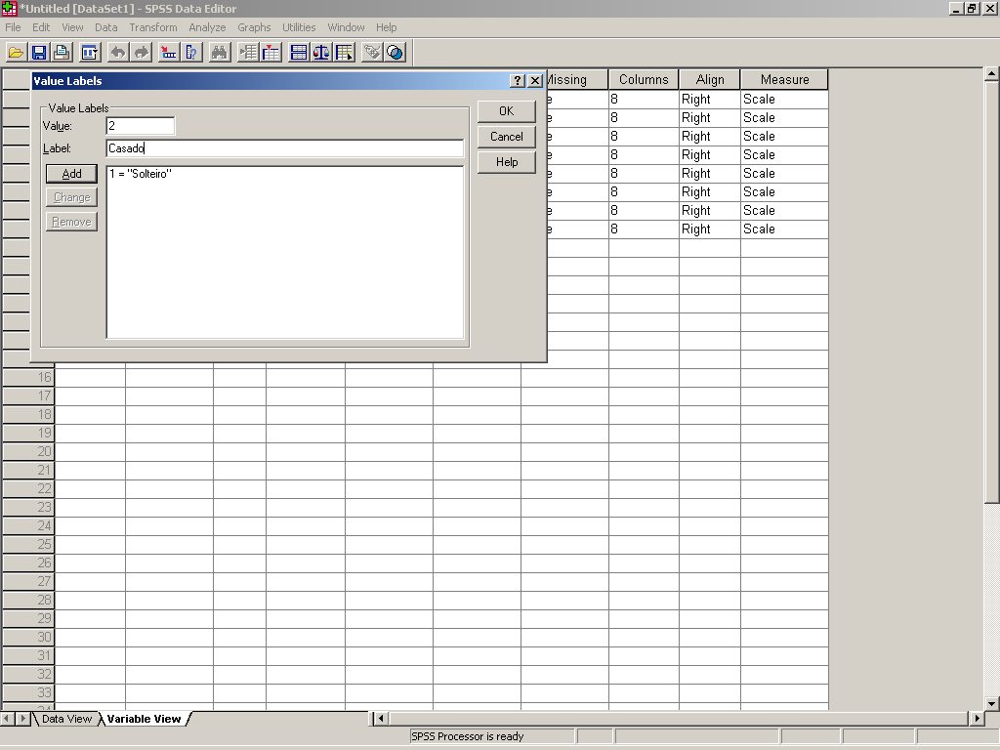 *Untitled [DataSet1] - SPSS Data Editor
File Edit View Data Transform Analyze Graphs Utilities Window Help
Value Labels
Missing Columns Align Measure
Value Labels
Value: 2
Label: Casado
Add
Change
Remove
1 = "Solteiro"
OK
Cancel
Help
e 8 Right Scale
8 Right Scale
e 8 Right Scale
e 8 Right Scale
e 8 Right Scale
e 8 Right Scale
e 8 Right Scale
e 8 Right Scale
16
17
18
19
20
21
22
23
24
25
26
27
28
29
30
31
32
33
Data View Variable View
SPSS Processor is ready